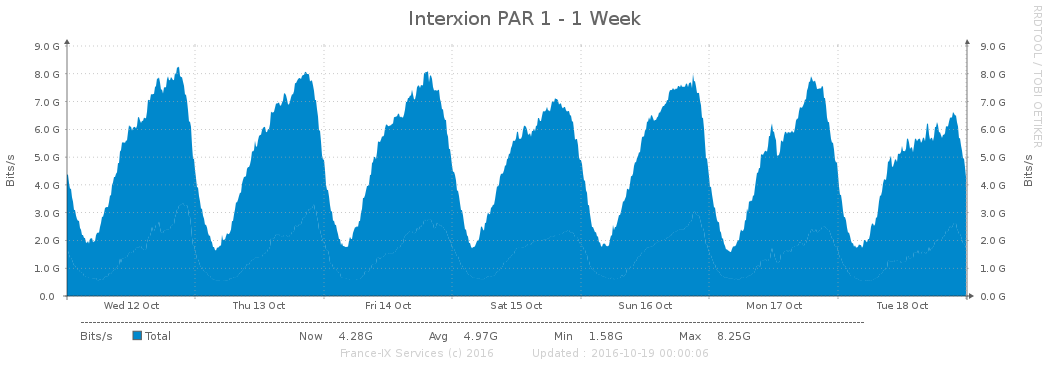 Interxion PAR 1 - 1 Week
RRDTOOL / TOBI OETIKER
Bits/s
9.0 G 9.0 G
8.0 G 8.0 G
7.0 G 7.0 G
6.0 G 6.0 G
5.0 G 5.0 G
4.0 G 4.0 G
3.0 G 3.0 G
2.0 G 2.0 G
1.0 G 1.0 G
0.0 0.0 G
Bits/s
Wed 12 Oct Thu 13 Oct Fri 14 Oct Sat 15 Oct Sun 16 Oct Mon 17 Oct Tue 18 Oct
Bits/s Total Now 4.28G Avg 4.97G Min 1.58G Max 8.25G
France-IX Services (c) 2016 Updated : 2016-10-19 00:00:06